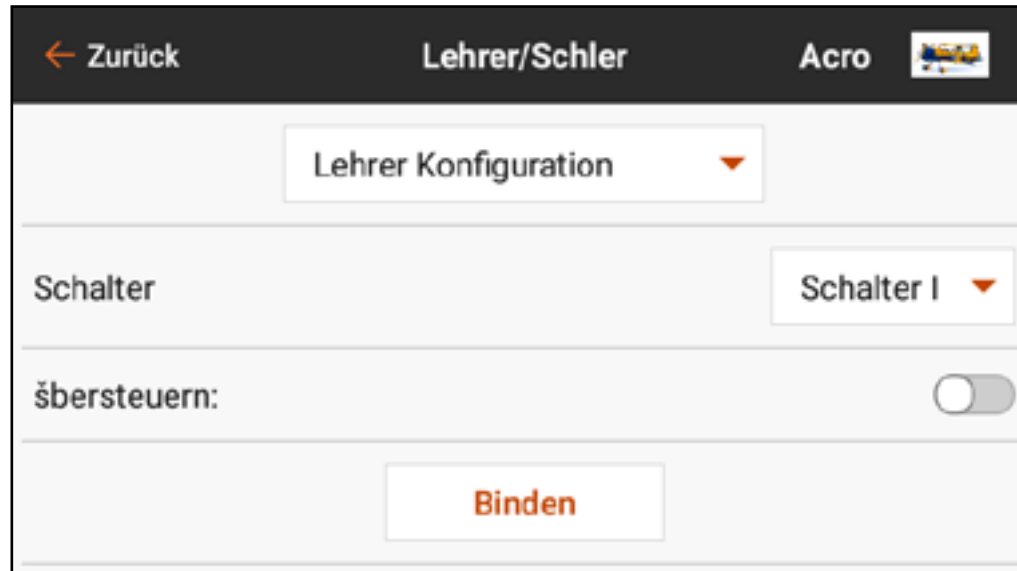 ← Zurück Lehrer/Schler Acro
Lehrer Konfiguration
Schalter Schalter I
šbersteuern:
Binden